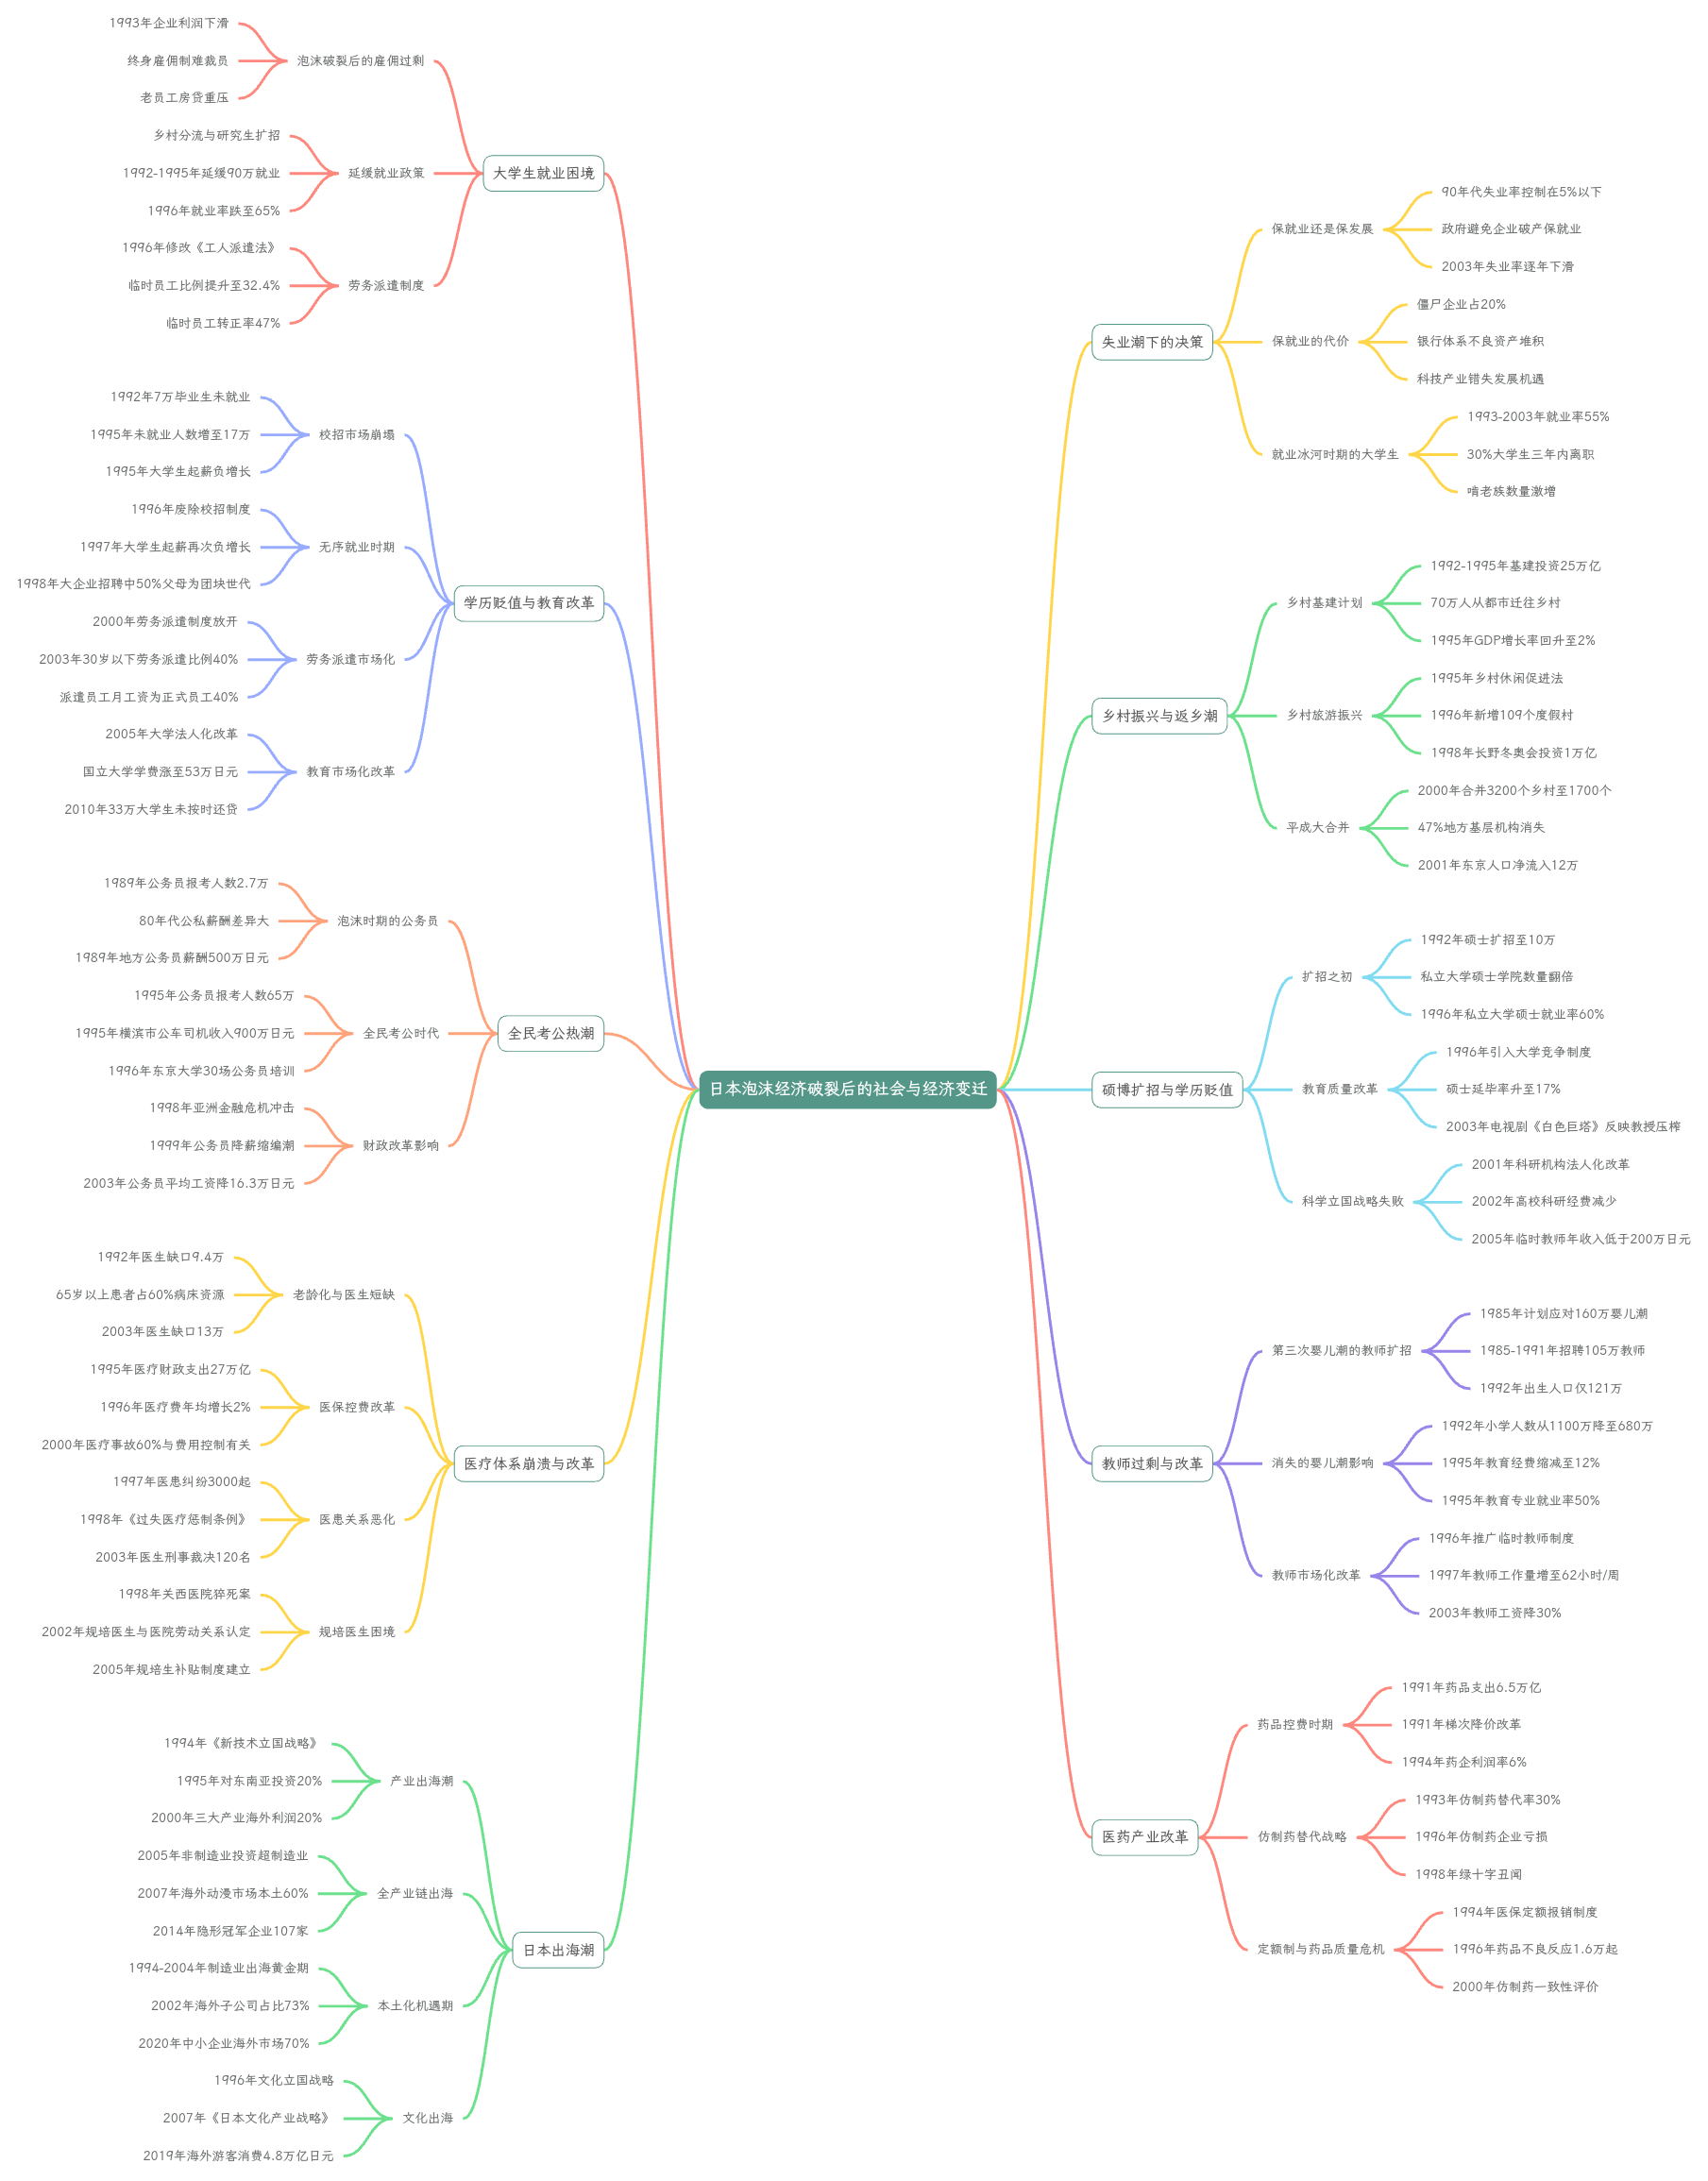 日本泡沫经济破裂后的社会与经济变迁
失业潮下的决策
保就业还是保发展
90年代失业率控制在5%以下
政府避免企业破产保就业
2003年失业率逐年下滑
保就业的代价
僵尸企业占20%
银行体系不良资产堆积
科技产业错失发展机遇
就业冰河时期的大学生
1993-2003年就业率55%
30%大学生三年内离职
啃老族数量激增
乡村振兴与返乡潮
乡村基建计划
1992-1995年基建投资25万亿
70万人从都市迁往乡村
1995年GDP增长率回升至2%
乡村旅游振兴
1995年乡村休闲促进法
1996年新增109个度假村
1998年长野冬奥会投资1万亿
平成大合并
2000年合并3200个乡村至1700个
47%地方基层机构消失
2001年东京人口净流入12万
硕博扩招与学历贬值
扩招之初
1992年硕士扩招至10万
私立大学硕士学院数量翻倍
1996年私立大学硕士就业率60%
教育质量改革
1996年引入大学竞争制度
硕士延毕率升至17%
2003年电视剧《白色巨塔》反映教授压榨
科学立国战略失败
2001年科研机构法人化改革
2002年高校科研经费减少
2005年临时教师年收入低于200万日元
教师过剩与改革
第三次婴儿潮的教师扩招
1985年计划应对160万婴儿潮
1985-1991年招聘105万教师
1992年出生人口仅121万
消失的婴儿潮影响
1992年小学人数从1100万降至680万
1995年教育经费缩减至12%
1995年教育专业就业率50%
教师市场化改革
1996年推广临时教师制度
1997年教师工作量增至62小时/周
2003年教师工资降30%
医药产业改革
药品控费时期
1991年药品支出6.5万亿
1991年梯次降价改革
1994年药企利润率6%
仿制药替代战略
1993年仿制药替代率30%
1996年仿制药企业亏损
1998年绿十字丑闻
定额制与药品质量危机
1994年医保定额报销制度
1996年药品不良反应1.6万起
2000年仿制药一致性评价
大学生就业困境
泡沫破裂后的雇佣过剩
1993年企业利润下滑
终身雇佣制难裁员
老员工房贷重压
延缓就业政策
乡村分流与研究生扩招
1992-1995年延缓90万就业
1996年就业率跌至65%
劳务派遣制度
1996年修改《工人派遣法》
临时员工比例提升至32.4%
临时员工转正率47%
学历贬值与教育改革
校招市场崩塌
1992年7万毕业生未就业
1995年未就业人数增至17万
1995年大学生起薪负增长
无序就业时期
1996年废除校招制度
1997年大学生起薪再次负增长
1998年大企业招聘中50%父母为团块世代
劳务派遣市场化
2000年劳务派遣制度放开
2003年30岁以下劳务派遣比例40%
派遣员工月工资为正式员工40%
教育市场化改革
2005年大学法人化改革
国立大学学费涨至53万日元
2010年33万大学生未按时还贷
全民考公热潮
泡沫时期的公务员
1989年公务员报考人数2.7万
80年代公私薪酬差异大
1989年地方公务员薪酬500万日元
全民考公时代
1995年公务员报考人数65万
1995年横滨市公车司机收入900万日元
1996年东京大学30场公务员培训
财政改革影响
1998年亚洲金融危机冲击
1999年公务员降薪缩编潮
2003年公务员平均工资降16.3万日元
医疗体系崩溃与改革
老龄化与医生短缺
1992年医生缺口9.4万
65岁以上患者占60%病床资源
2003年医生缺口13万
医保控费改革
1995年医疗财政支出27万亿
1996年医疗费年均增长2%
2000年医疗事故60%与费用控制有关
医患关系恶化
1997年医患纠纷3000起
1998年《过失医疗惩制条例》
2003年医生刑事裁决120名
规培医生困境
1998年关西医院猝死案
2002年规培医生与医院劳动关系认定
2005年规培生补贴制度建立
日本出海潮
产业出海潮
1994年《新技术立国战略》
1995年对东南亚投资20%
2000年三大产业海外利润20%
全产业链出海
2005年非制造业投资超制造业
2007年海外动漫市场本土60%
2014年隐形冠军企业107家
本土化机遇期
1994-2004年制造业出海黄金期
2002年海外子公司占比73%
2020年中小企业海外市场70%
文化出海
1996年文化立国战略
2007年《日本文化产业战略》
2019年海外游客消费4.8万亿日元